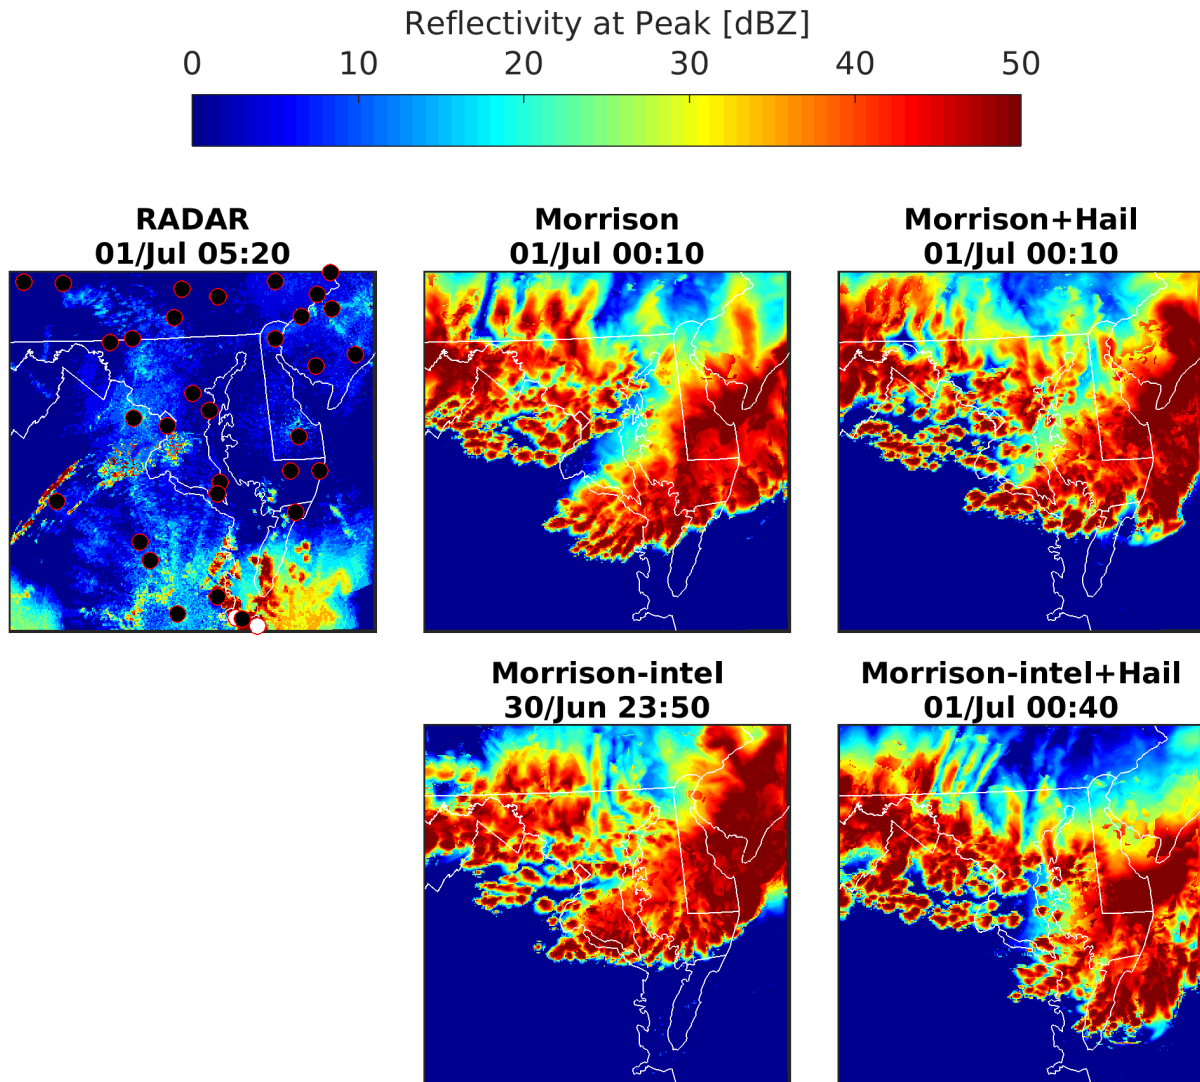 Reflectivity at Peak [dBZ]
0 10 20 30 40 50
RADAR
01/Jul 05:20
Morrison
01/Jul 00:10
Morrison+Hail
01/Jul 00:10
Morrison-intel
30/Jun 23:50
Morrison-intel+Hail
01/Jul 00:40